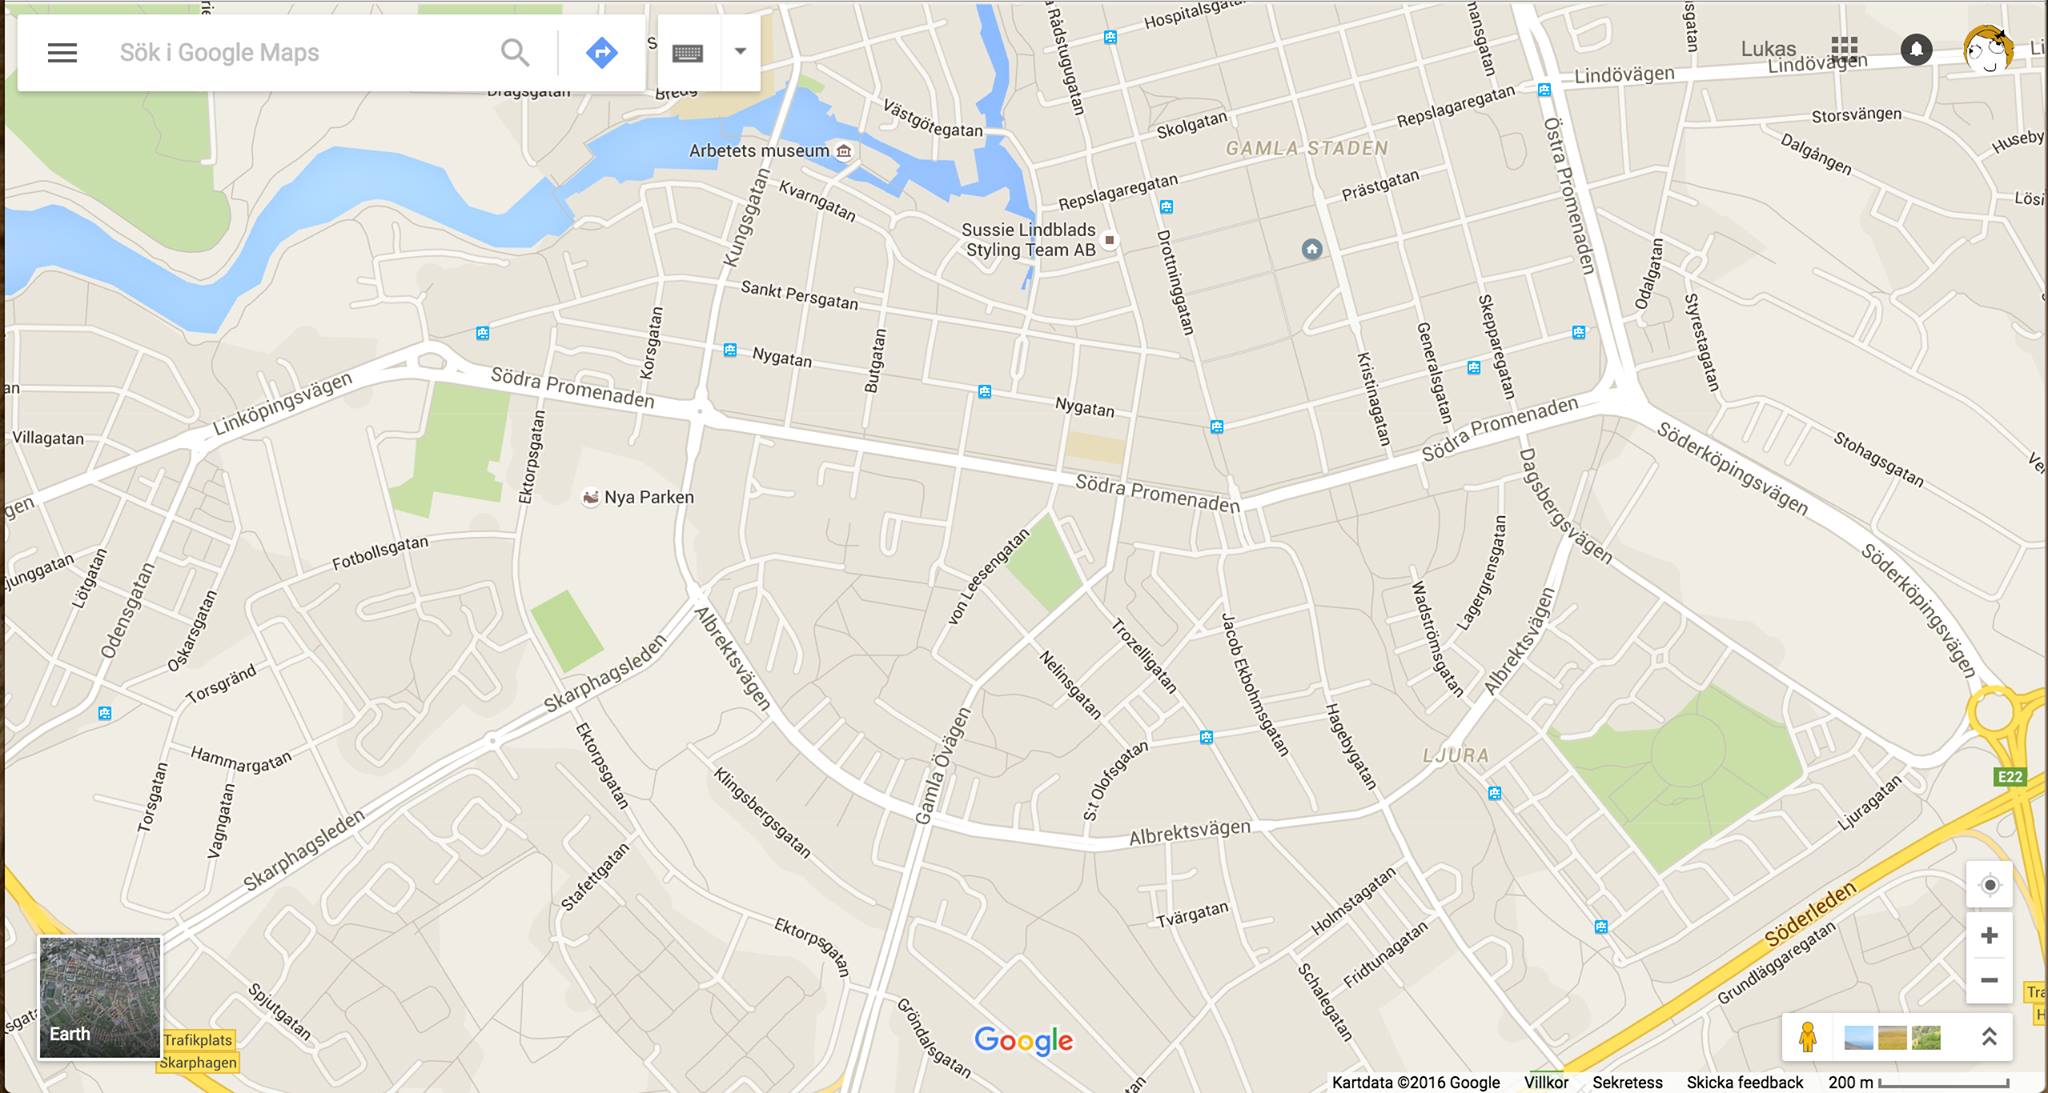 Sök i Google Maps
Lukas
Hospitalsgatan
Lindövägen
Lindövägen
Dragsgatan
Västgötegatan
Skolgatan
Repslagaregatan
Storsvängen
Östra Promenaden
GAMLA STADEN
Arbetets museum
Dalgången
Kvarngatan
Repslagaregatan
Prästgatan
Kungsgatan
Sussie Lindblads
Styling Team AB
Drottninggatan
Odalgatan
Sankt Persgatan
Styrestagatan
Korsgatan
Nygatan
Butgatan
Skepparegatan
Generalsgatan
Kristinagatan
Linköpingsvägen
Södra Promenaden
Nygatan
Södra Promenaden
Söderköpingsvägen
Villagatan
Stohagsgatan
Ektorpsgatan
Nya Parken
Södra Promenaden
Dagsbergsvägen
Fotbollsgatan
von Leesengatan
Lötgatan
Odensgatan
Oskarsgatan
Lagergrensgatan
Wadströmsgatan
Albrektsvägen
Söderköpingsvägen
Albrektsvägen
Trozelligatan
Jacob Ekbohmsgatan
Torsgränd
Skarphagsleden
Nelinsgatan
Hagebygatan
LJURA
Hammargatan
Ektorpsgatan
Gamla Övägen
S:t Olofsgatan
Klingsbergsgatan
Torsgatan
Vagngatan
E22
Ljuragatan
Albrektsvägen
Skarphagsleden
Stafettgatan
Holmstagatan
Tvärgatan
Söderleden
Ektorpsgatan
Fridtunagatan
Schalegatan
Grundläggaregatan
Spjutgatan
Gröndalsgatan
Earth
Trafikplats
Skarphagen
Google
Kartdata ©2016 Google Villkor Sekretess Skicka feedback 200 m